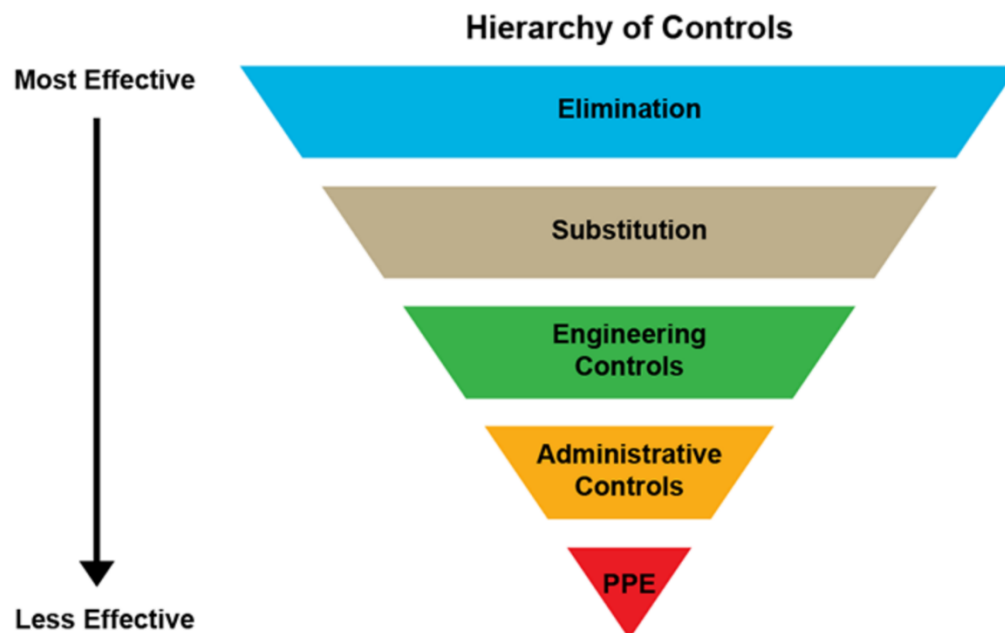 Hierarchy of Controls
Most Effective
Elimination
Substitution
Engineering
Controls
Administrative
Controls
PPE
Less Effective